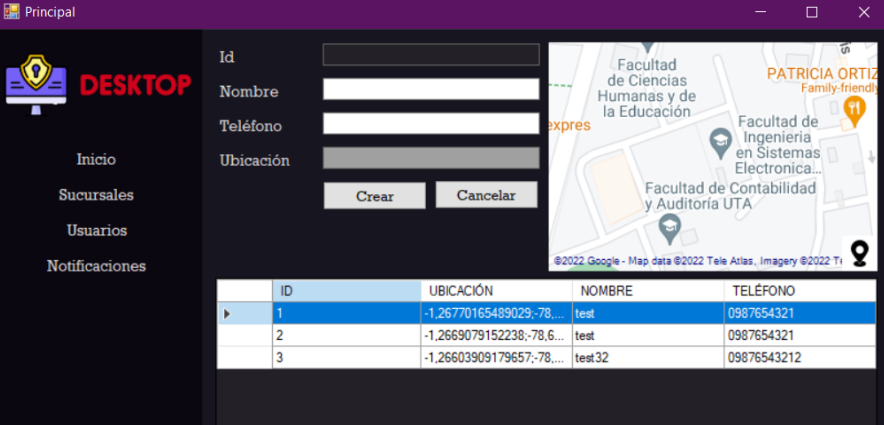 Principal
DESKTOP
Inicio
Sucursales
Usuarios
Notificaciones
Id
Nombre
Teléfono
Ubicación
Crear
Cancelar
Facultad
de Ciencias
Humanas y de
la Educación
PATRICIA ORTIZ
Family-friendly
expres
Facultad de
Ingenieria
en Sistemas
Electronica...
Facultad de Contabilidad
y Auditoría UTA
©2022 Google - Map data ©2022 Tele Atlas, Imagery ©2022
ID UBICACIÓN NOMBRE TELÉFONO
1 -1,26770165489029;-78,... test 0987654321
2 -1,2669079152238;-78,6... test 0987654321
3 -1,26603909179657;-78,... test32 09876543212